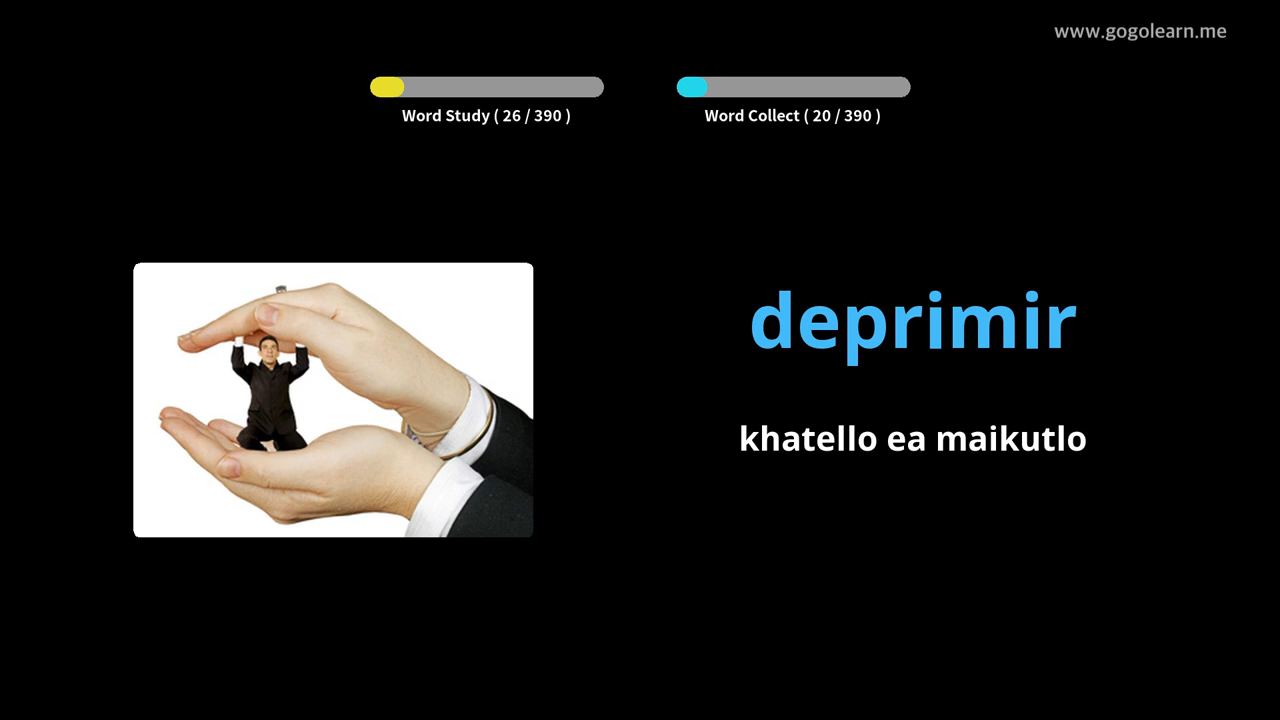 www.gogolearn.me
Word Study ( 26 / 390 )
Word Collect ( 20 / 390 )
deprimir
khatello ea maikutlo